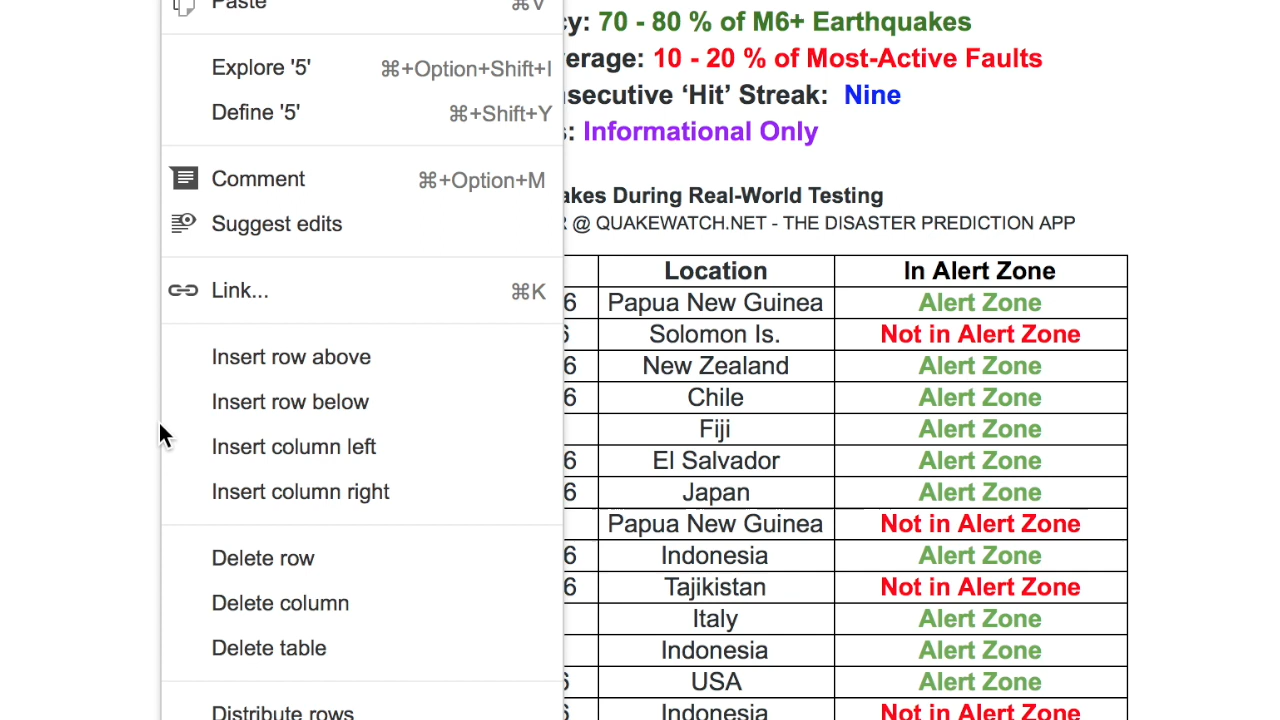 Paste ⌘V
Explore '5' ⌘+Option+Shift+I
Define '5' ⌘+Shift+Y
Comment ⌘+Option+M
Suggest edits
Link... ⌘K
Insert row above
Insert row below
Insert column left
Insert column right
Delete row
Delete column
Delete table
Distribute rows
cy: 70 - 80 % of M6+ Earthquakes
erage: 10 - 20 % of Most-Active Faults
nsecutive ‘Hit’ Streak: Nine
: Informational Only
akes During Real-World Testing
@ QUAKEWATCH.NET - THE DISASTER PREDICTION APP
Location In Alert Zone
6 Papua New Guinea Alert Zone
Solomon Is. Not in Alert Zone
6 New Zealand Alert Zone
6 Chile Alert Zone
Fiji Alert Zone
6 El Salvador Alert Zone
6 Japan Alert Zone
Papua New Guinea Not in Alert Zone
6 Indonesia Alert Zone
6 Tajikistan Not in Alert Zone
Italy Alert Zone
Indonesia Alert Zone
USA Alert Zone
Indonesia Not in Alert Zone